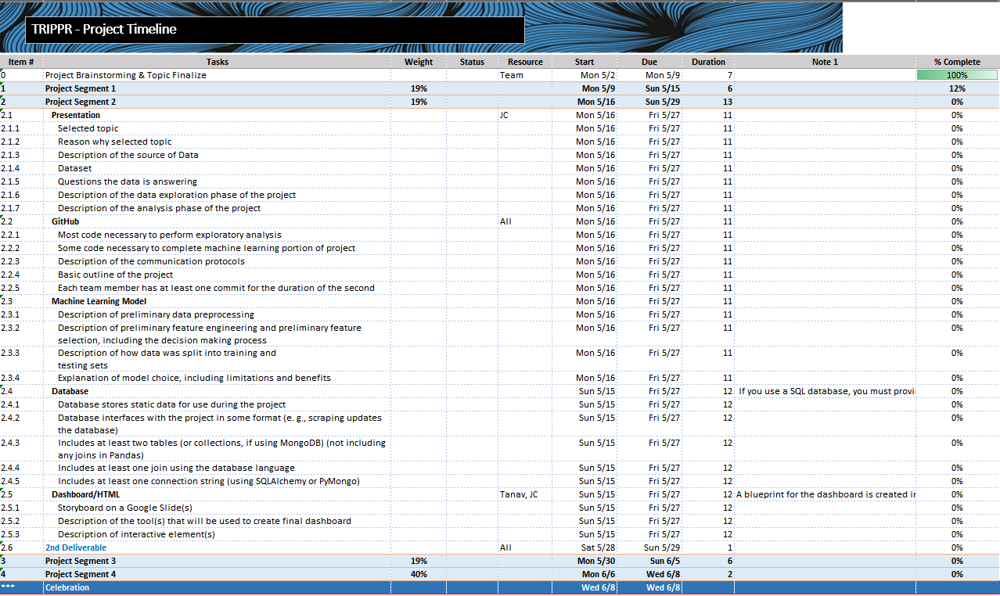 TRIPPR - Project Timeline
Item # Tasks Weight Status Resource Start Due Duration Note 1 % Complete
0 Project Brainstorming & Topic Finalize Team Mon 5/2 Mon 5/9 7 100%
1 Project Segment 1 19% Mon 5/9 Sun 5/15 6 12%
2 Project Segment 2 19% Mon 5/16 Sun 5/29 13 0%
2.1 Presentation JC Mon 5/16 Fri 5/27 11 0%
2.1.1 Selected topic Mon 5/16 Fri 5/27 11 0%
2.1.2 Reason why selected topic Mon 5/16 Fri 5/27 11 0%
2.1.3 Description of the source of Data Mon 5/16 Fri 5/27 11 0%
2.1.4 Dataset Mon 5/16 Fri 5/27 11 0%
2.1.5 Questions the data is answering Mon 5/16 Fri 5/27 11 0%
2.1.6 Description of the data exploration phase of the project Mon 5/16 Fri 5/27 11 0%
2.1.7 Description of the analysis phase of the project Mon 5/16 Fri 5/27 11 0%
2.2 GitHub All Mon 5/16 Fri 5/27 11 0%
2.2.1 Most code necessary to perform exploratory analysis Mon 5/16 Fri 5/27 11 0%
2.2.2 Some code necessary to complete machine learning portion of project Mon 5/16 Fri 5/27 11 0%
2.2.3 Description of the communication protocols Mon 5/16 Fri 5/27 11 0%
2.2.4 Basic outline of the project Mon 5/16 Fri 5/27 11 0%
2.2.5 Each team member has at least one commit for the duration of the second Mon 5/16 Fri 5/27 11 0%
2.3 Machine Learning Model Mon 5/16 Fri 5/27 11 0%
2.3.1 Description of preliminary data preprocessing Mon 5/16 Fri 5/27 11 0%
2.3.2 Description of preliminary feature engineering and preliminary feature Mon 5/16 Fri 5/27 11 0%
selection, including the decision making process
2.3.3 Description of how data was split into training and Mon 5/16 Fri 5/27 11 0%
testing sets
2.3.4 Explanation of model choice, including limitations and benefits Mon 5/16 Fri 5/27 11 0%
2.4 Database Sun 5/15 Fri 5/27 12 If you use a SQL database, you must provi 0%
2.4.1 Database stores static data for use during the project Sun 5/15 Fri 5/27 12 0%
2.4.2 Database interfaces with the project in some format (e. g., scraping updates Sun 5/15 Fri 5/27 12 0%
the database)
2.4.3 Includes at least two tables (or collections, if using MongoDB) (not including Sun 5/15 Fri 5/27 12 0%
any joins in Pandas)
2.4.4 Includes at least one join using the database language Sun 5/15 Fri 5/27 12 0%
2.4.5 Includes at least one connection string (using SQLAlchemy or PyMongo) Sun 5/15 Fri 5/27 12 0%
2.5 Dashboard/HTML Tanav, JC Sun 5/15 Fri 5/27 12 A blueprint for the dashboard is created in 0%
2.5.1 Storyboard on a Google Slide(s) Sun 5/15 Fri 5/27 12 0%
2.5.2 Description of the tool(s) that will be used to create final dashboard Sun 5/15 Fri 5/27 12 0%
2.5.3 Description of interactive element(s) Sun 5/15 Fri 5/27 12 0%
2.6 2nd Deliverable All Sat 5/28 Sun 5/29 1 0%
3 Project Segment 3 19% Mon 5/30 Sun 6/5 6 0%
4 Project Segment 4 40% Mon 6/6 Wed 6/8 2 0%
*** Celebration Wed 6/8 Wed 6/8